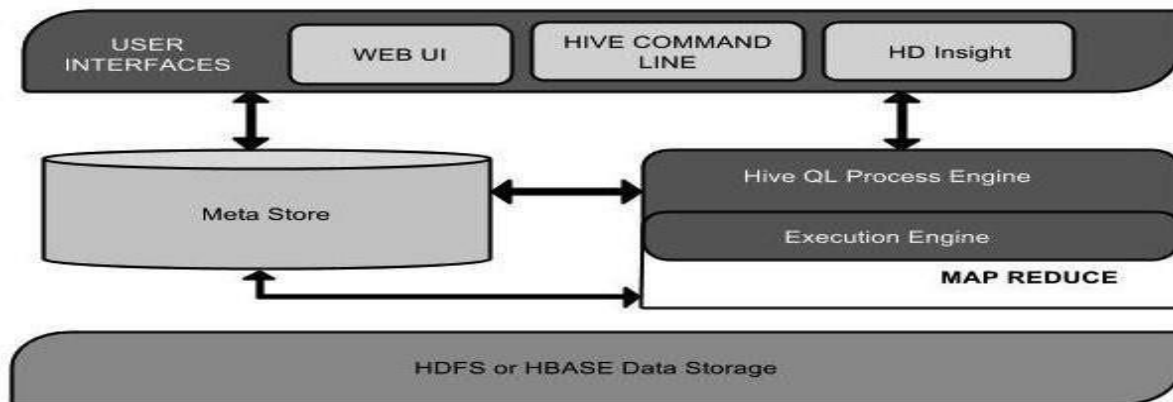 USER
INTERFACES
WEB UI
HIVE COMMAND
LINE
HD Insight
Meta Store
Hive QL Process Engine
Execution Engine
MAP REDUCE
HDFS or HBASE Data Storage